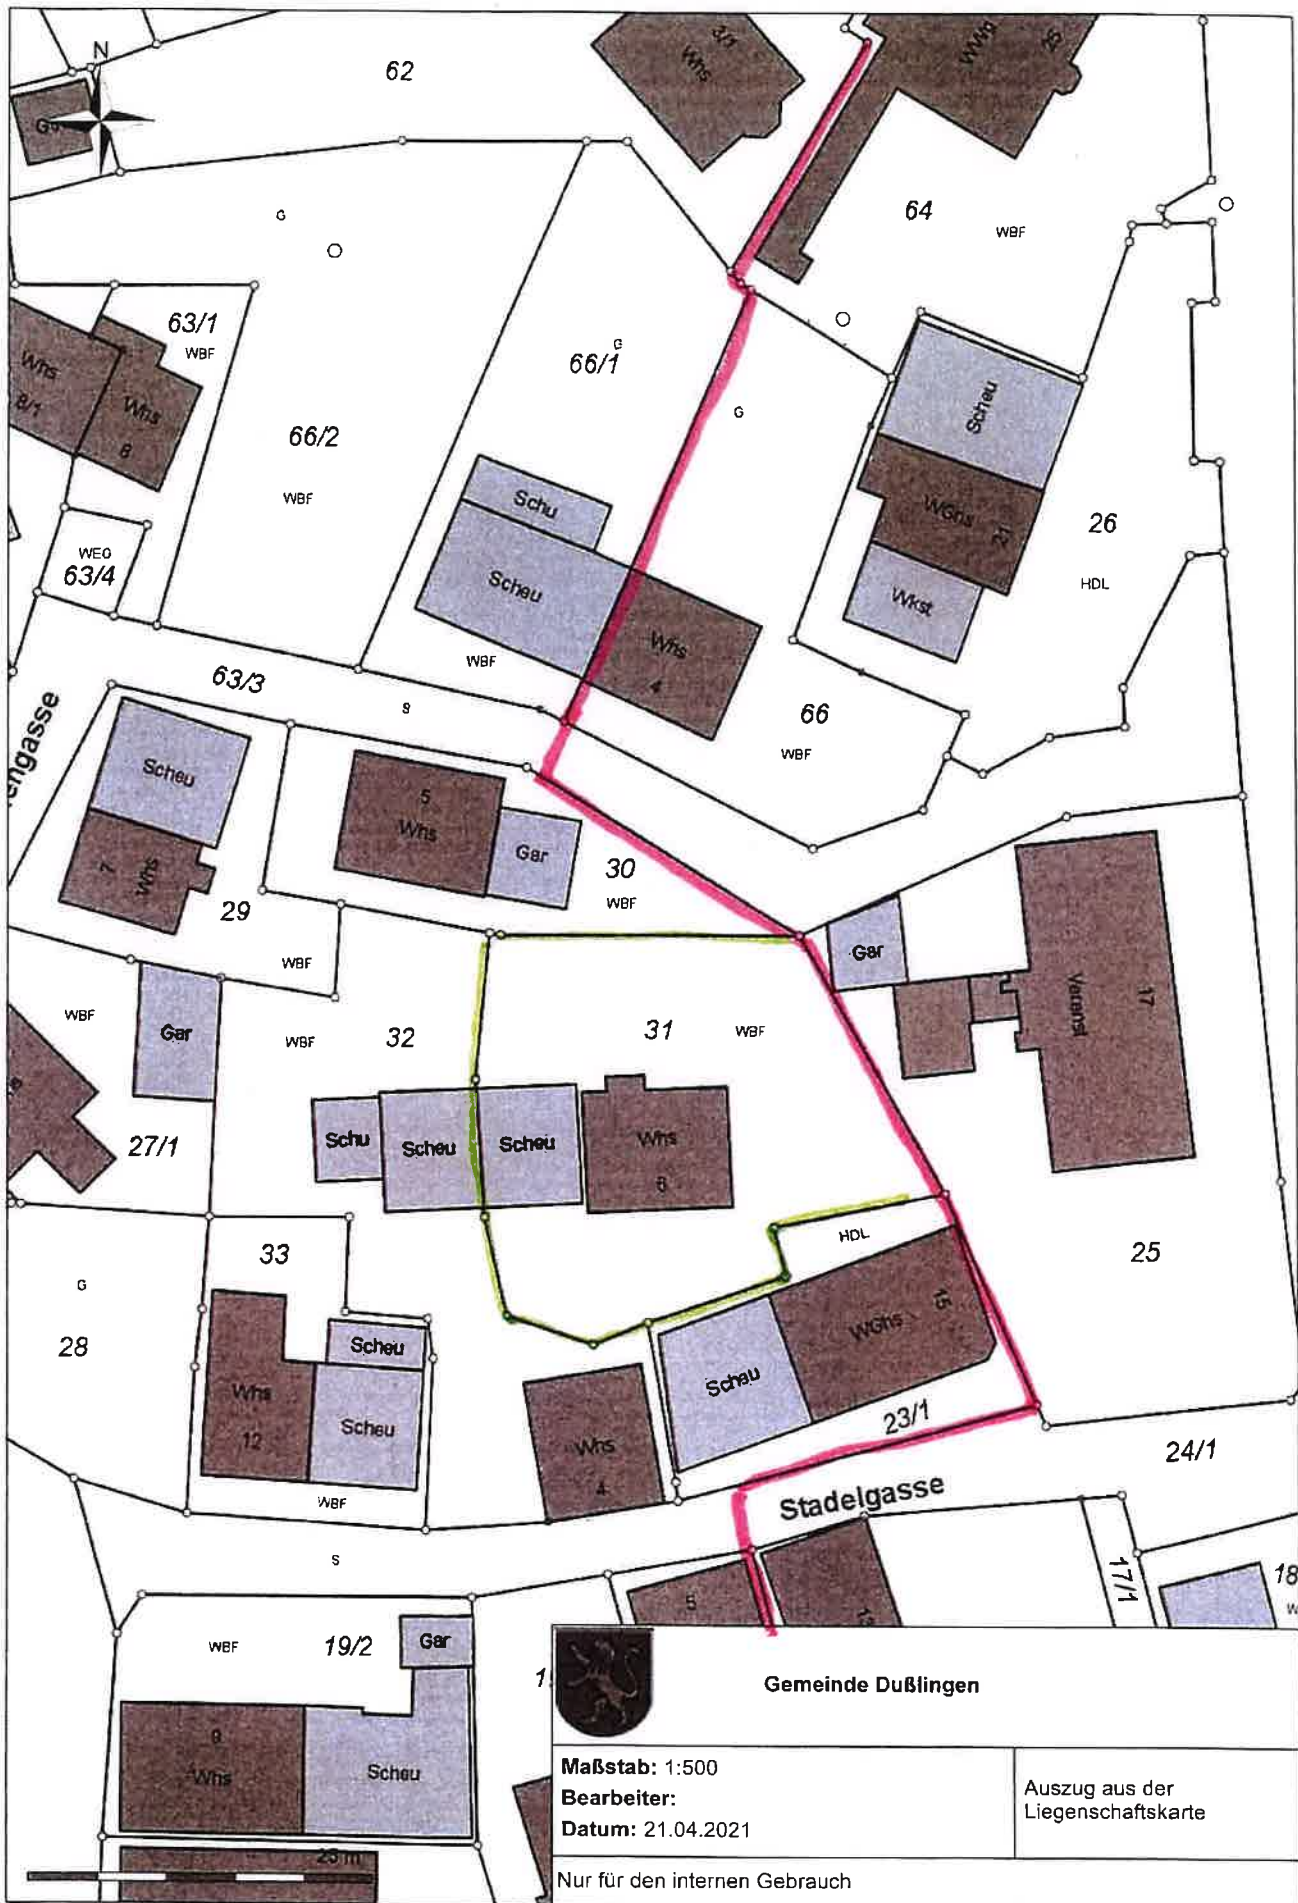 N
62
3/1
Whs
25
G
64
WBF
63/1
WBF
Whs
8/1
Whs
8
66/1
G
G
66/2
WBF
Scheu
WGhs
21
Wkst
26
HDL
Schu
Scheu
Whs
4
WBF
WEG
63/4
63/3
S
66
WBF
engasse
Scheu
7
Whs
5
Whs
Gar
30
WBF
29
WBF
Gar
Veranst
17
WBF
Gar
WBF
32
31
WBF
27/1
Schu
Scheu
Scheu
Whs
6
33
HDL
25
G
28
Scheu
Whs
12
Scheu
WGhs
15
Scheu
Whs
4
23/1
24/1
WBF
Stadelgasse
S
17/1
18
5
13
WBF
19/2
Gar
9
Whs
Scheu
25 m
Gemeinde Dußlingen
Maßstab: 1:500
Bearbeiter:
Datum: 21.04.2021
Auszug aus der
Liegenschaftskarte
Nur für den internen Gebrauch